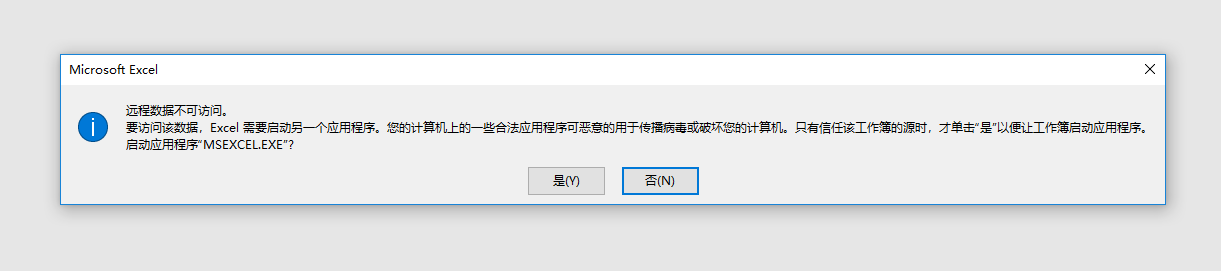 Microsoft Excel
远程数据不可访问。
要访问该数据，Excel 需要启动另一个应用程序。您的计算机上的一些合法应用程序可恶意的用于传播病毒或破坏您的计算机。只有信任该工作簿的源时，才单击“是”以便让工作簿启动应用程序。
启动应用程序“MSEXCEL.EXE”?
是(Y) 否(N)